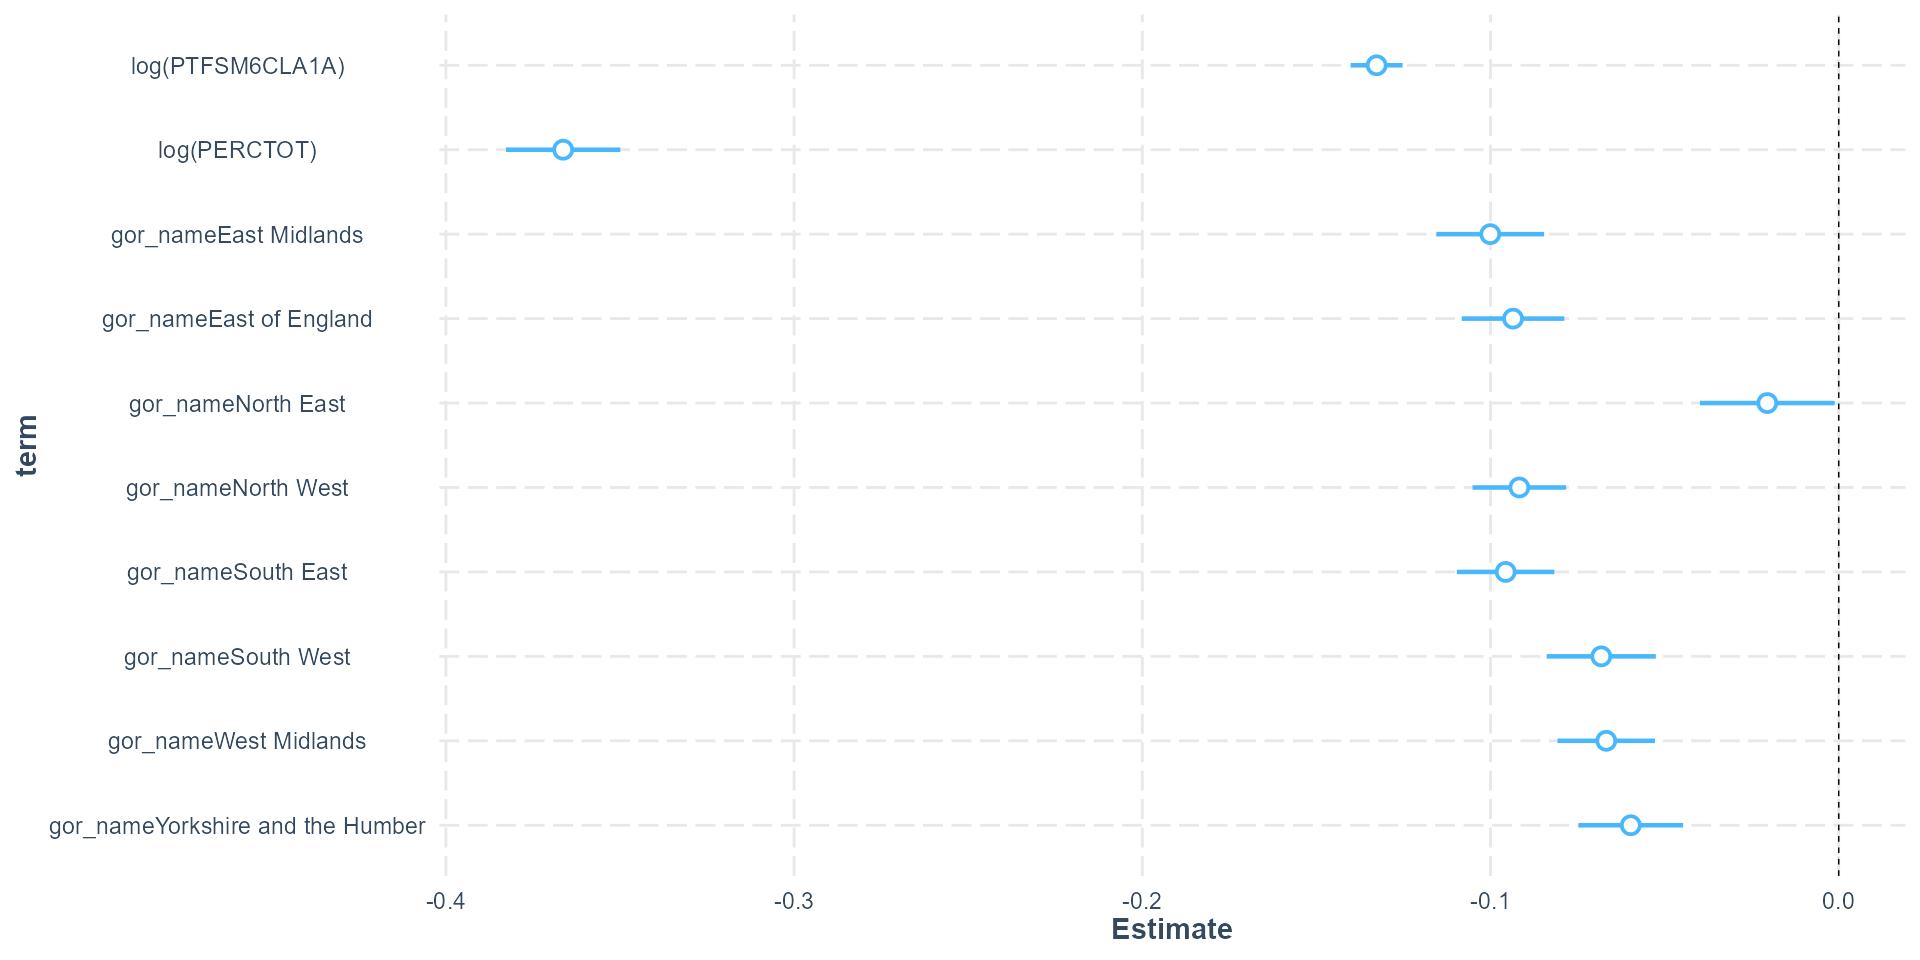 log(PTFSM6CLA1A)
log(PERCTOT)
gor_nameEast Midlands
gor_nameEast of England
gor_nameNorth East
gor_nameNorth West
gor_nameSouth East
gor_nameSouth West
gor_nameWest Midlands
gor_nameYorkshire and the Humber
term
-0.4 -0.3 -0.2 -0.1 0.0
Estimate